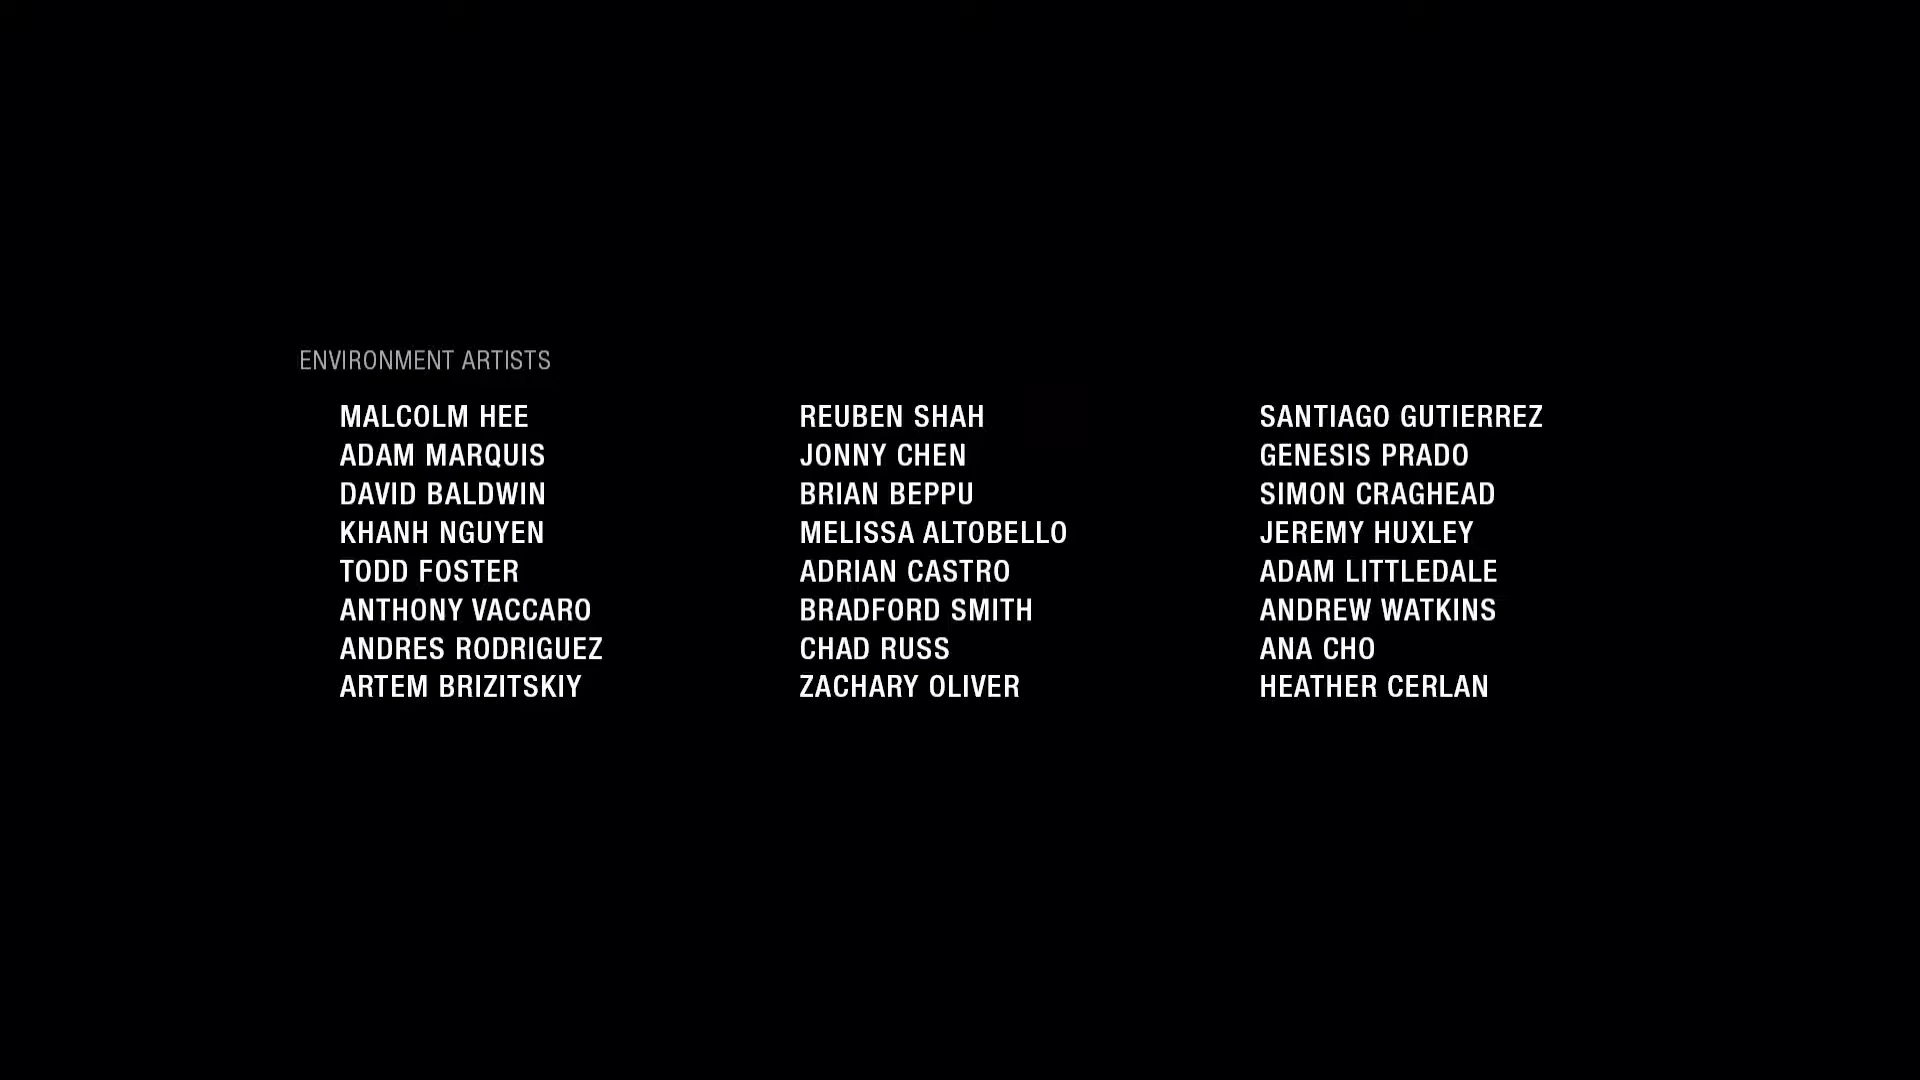 ENVIRONMENT ARTISTS
MALCOLM HEE
ADAM MARQUIS
DAVID BALDWIN
KHANH NGUYEN
TODD FOSTER
ANTHONY VACCARO
ANDRES RODRIGUEZ
ARTEM BRIZITSKIY
REUBEN SHAH
JONNY CHEN
BRIAN BEPPU
MELISSA ALTOBELLO
ADRIAN CASTRO
BRADFORD SMITH
CHAD RUSS
ZACHARY OLIVER
SANTIAGO GUTIERREZ
GENESIS PRADO
SIMON CRAGHEAD
JEREMY HUXLEY
ADAM LITTLEDALE
ANDREW WATKINS
ANA CHO
HEATHER CERLAN